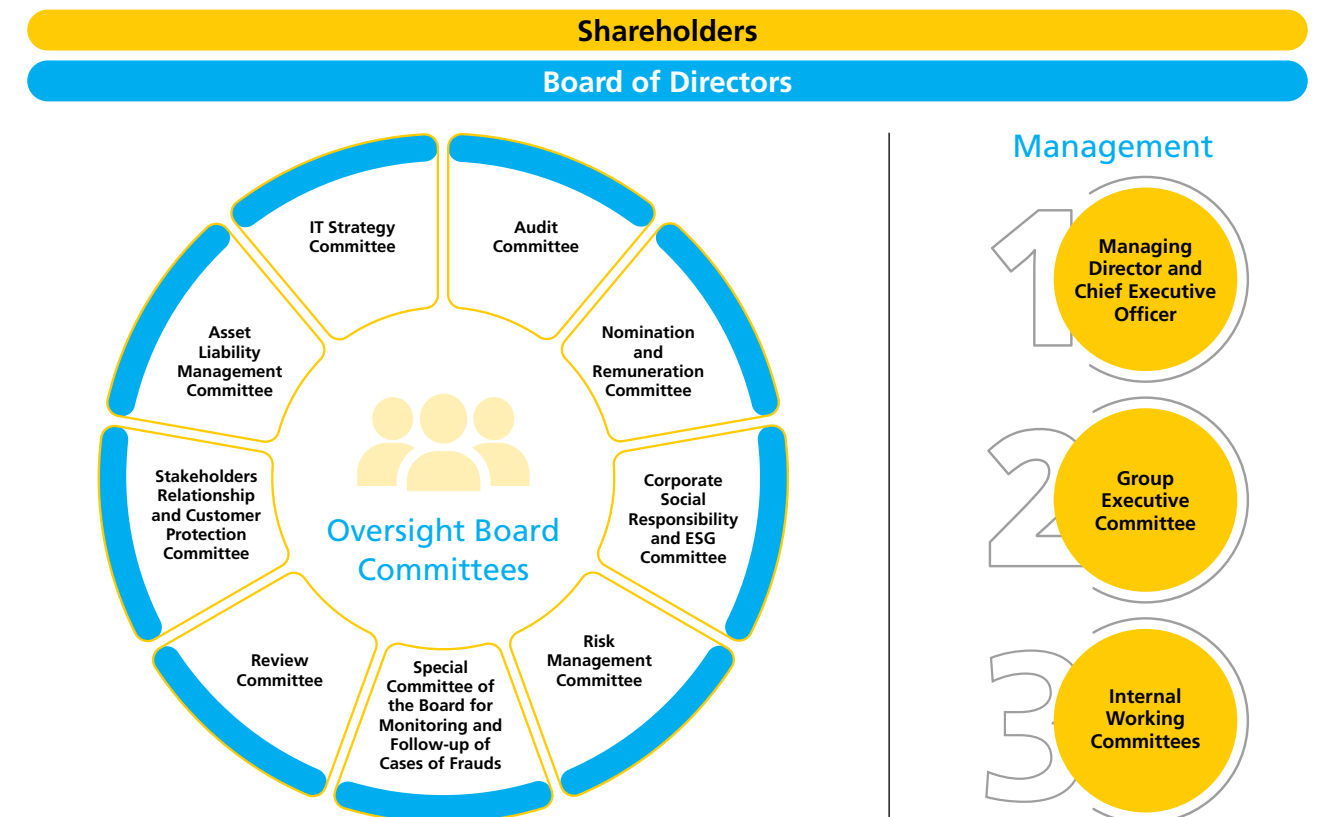 Shareholders
Board of Directors
IT Strategy
Committee
Audit
Committee
Nomination
and
Remuneration
Committee
Corporate
Social
Responsibility
and ESG
Committee
Risk
Management
Committee
Special
Committee of
the Board for
Monitoring and
Follow-up of
Cases of Frauds
Review
Committee
Stakeholders
Relationship
and Customer
Protection
Committee
Asset
Liability
Management
Committee
Oversight Board
Committees
Management
1
Managing
Director and
Chief Executive
Officer
2
Group
Executive
Committee
3
Internal
Working
Committees